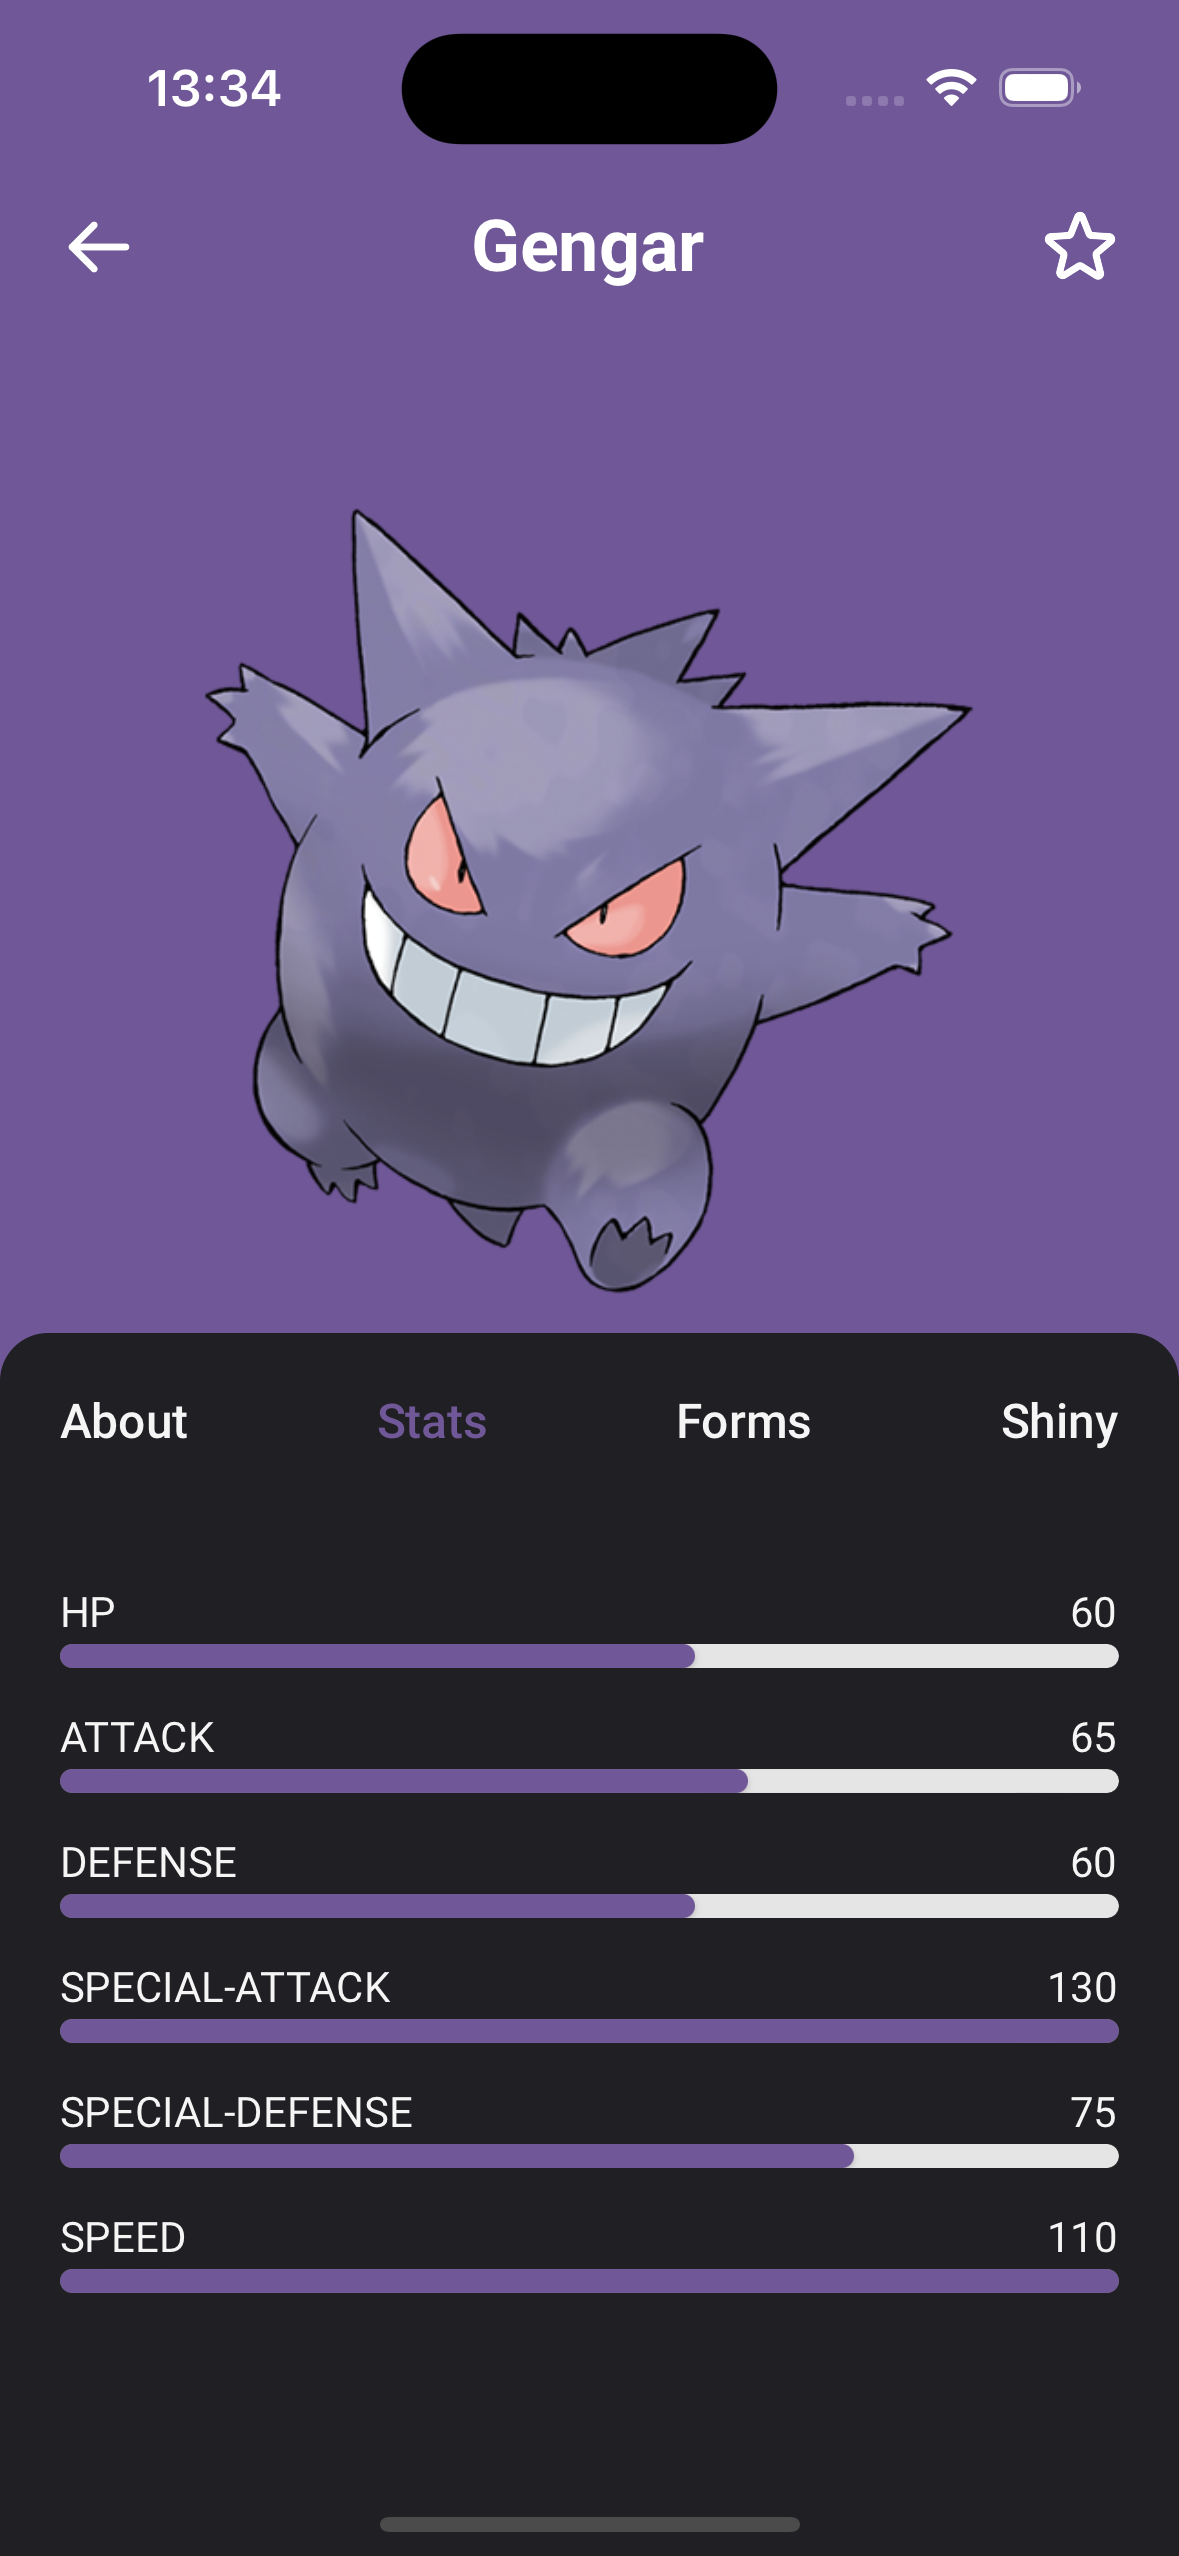 13:34
Gengar
About Stats Forms Shiny
HP 60
ATTACK 65
DEFENSE 60
SPECIAL-ATTACK 130
SPECIAL-DEFENSE 75
SPEED 110